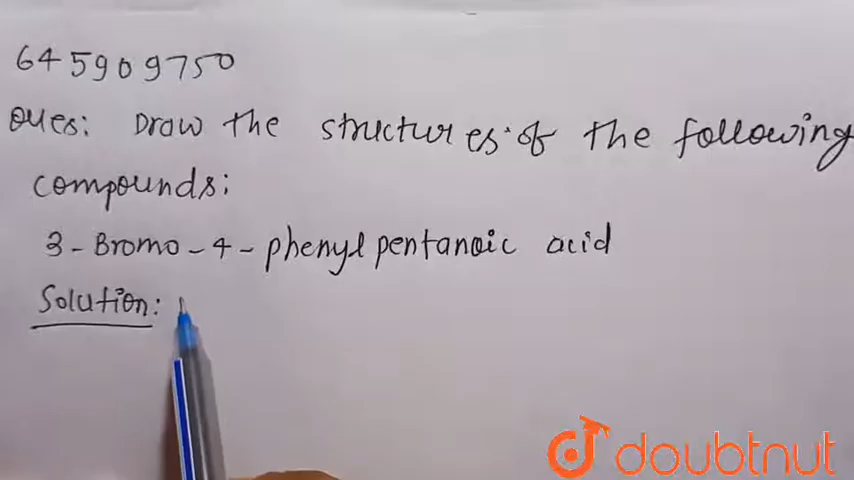 645909750
Ques: Draw the structures of the following
compounds:
3-Bromo-4-phenylpentanoic acid
Solution:
doubtnut